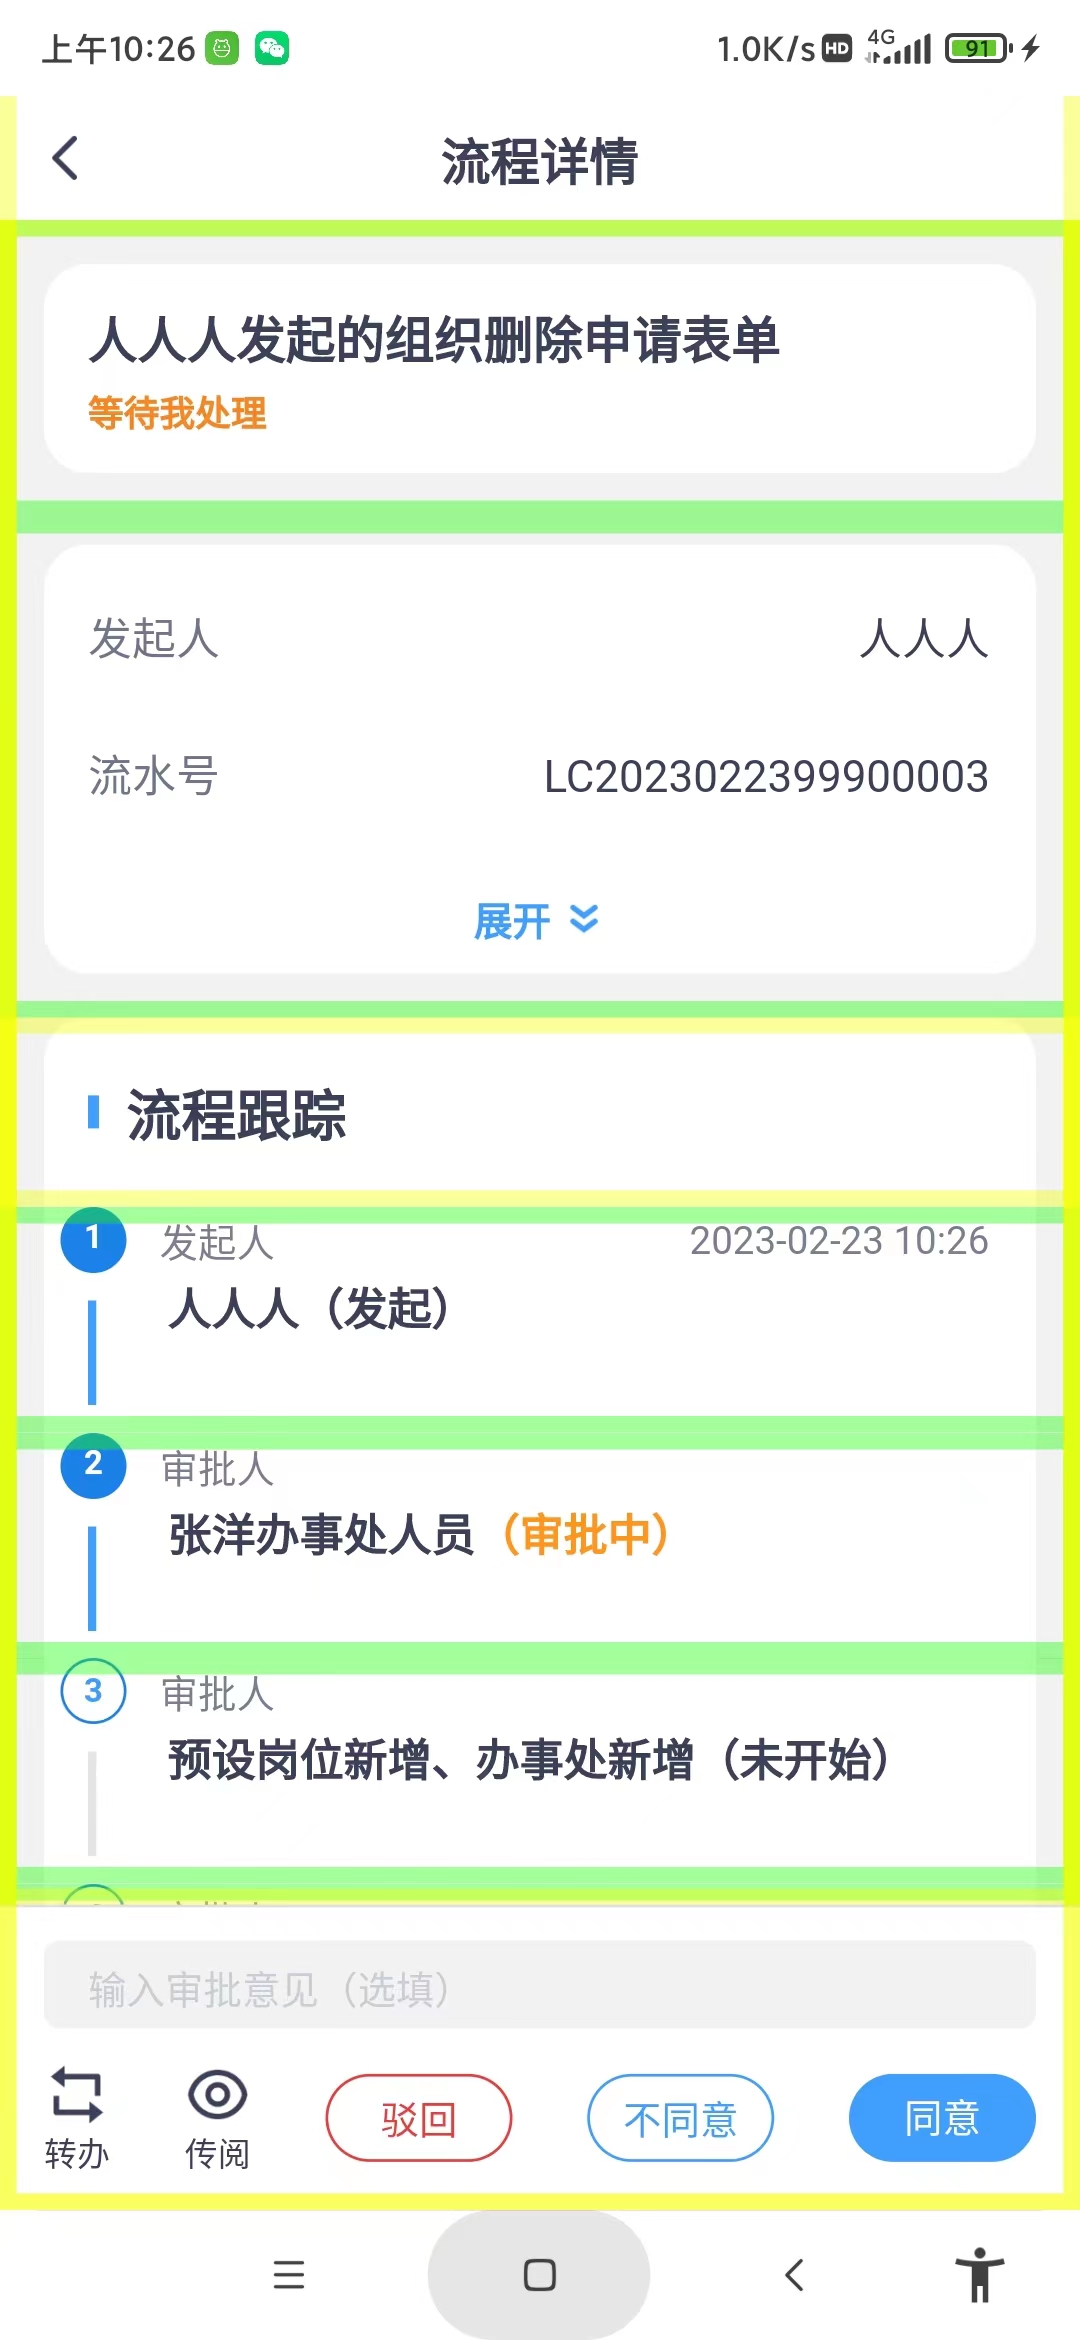 上午10:26
1.0K/s HD 4G 91
流程详情
人人人发起的组织删除申请表单
等待我处理
发起人 人人人
流水号 LC2023022399900003
展开
流程跟踪
1 发起人 2023-02-23 10:26
人人人（发起）
2 审批人
张洋办事处人员（审批中）
3 审批人
预设岗位新增、办事处新增（未开始）
输入审批意见（选填）
转办 传阅 驳回 不同意 同意